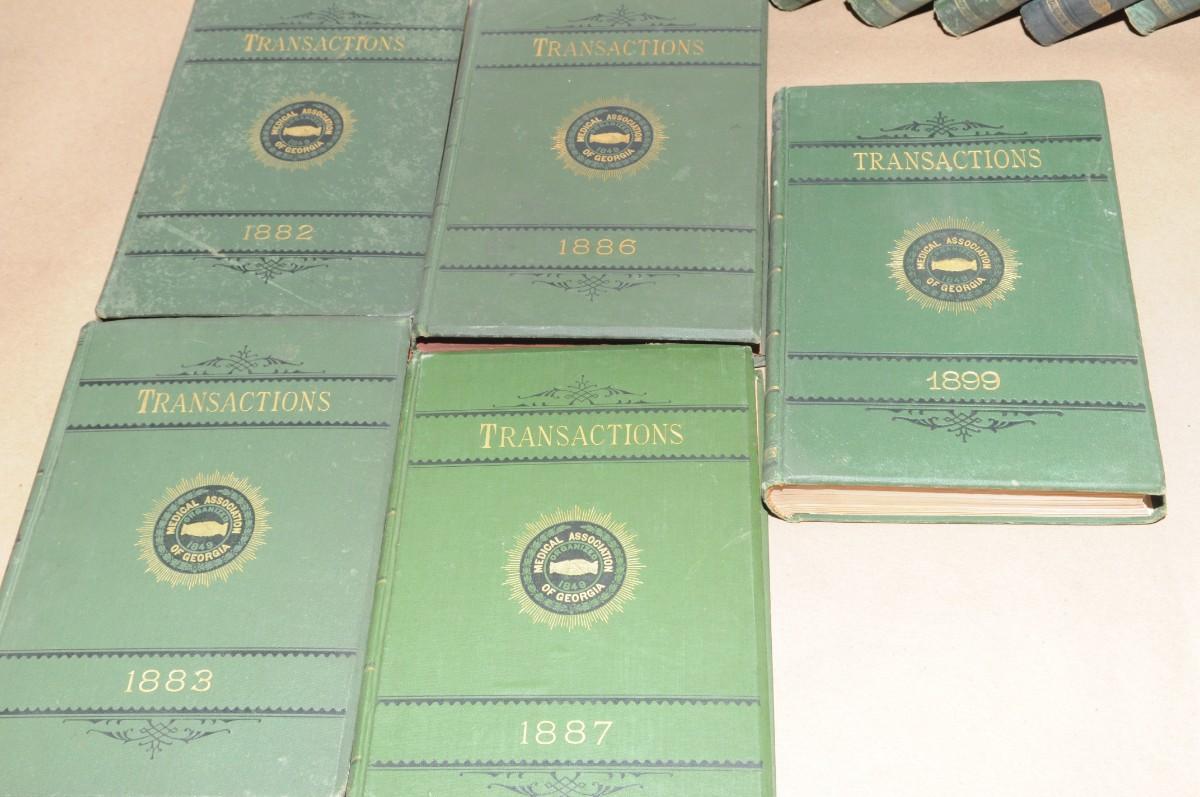 TRANSACTIONS
MEDICAL ASSOCIATION
ORGANIZED
1849
OF GEORGIA
1882
TRANSACTIONS
MEDICAL ASSOCIATION
ORGANIZED
1849
OF GEORGIA
1886
TRANSACTIONS
MEDICAL ASSOCIATION
ORGANIZED
1849
OF GEORGIA
1899
TRANSACTIONS
MEDICAL ASSOCIATION
ORGANIZED
1849
OF GEORGIA
1883
TRANSACTIONS
MEDICAL ASSOCIATION
ORGANIZED
1849
OF GEORGIA
1887